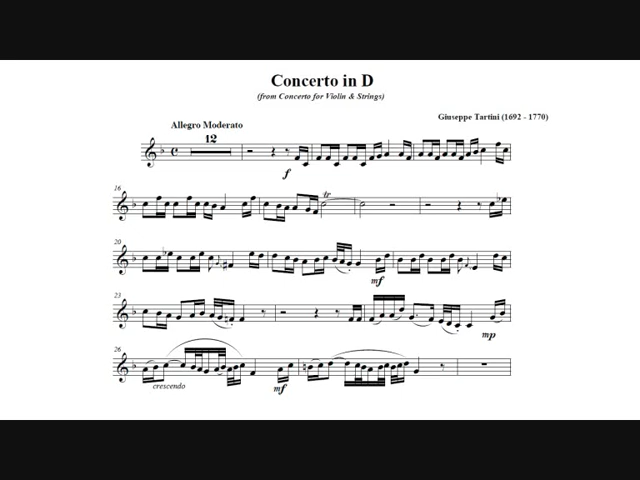 Concerto in D
(from Concerto for Violin & Strings)
Giuseppe Tartini (1692 - 1770)
Allegro Moderato
12
f
16
tr
20
mf
23
mp
26
crescendo
mf